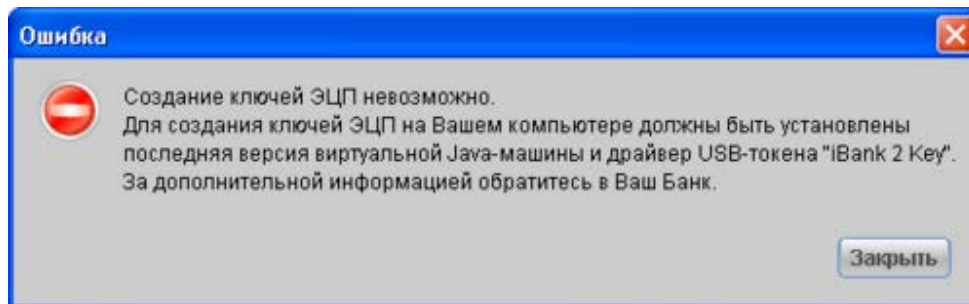 Ошибка
Создание ключей ЭЦП невозможно.
Для создания ключей ЭЦП на Вашем компьютере должны быть установлены
последняя версия виртуальной Java-машины и драйвер USB-токена "iBank 2 Key".
За дополнительной информацией обратитесь в Ваш Банк.
Закрыть